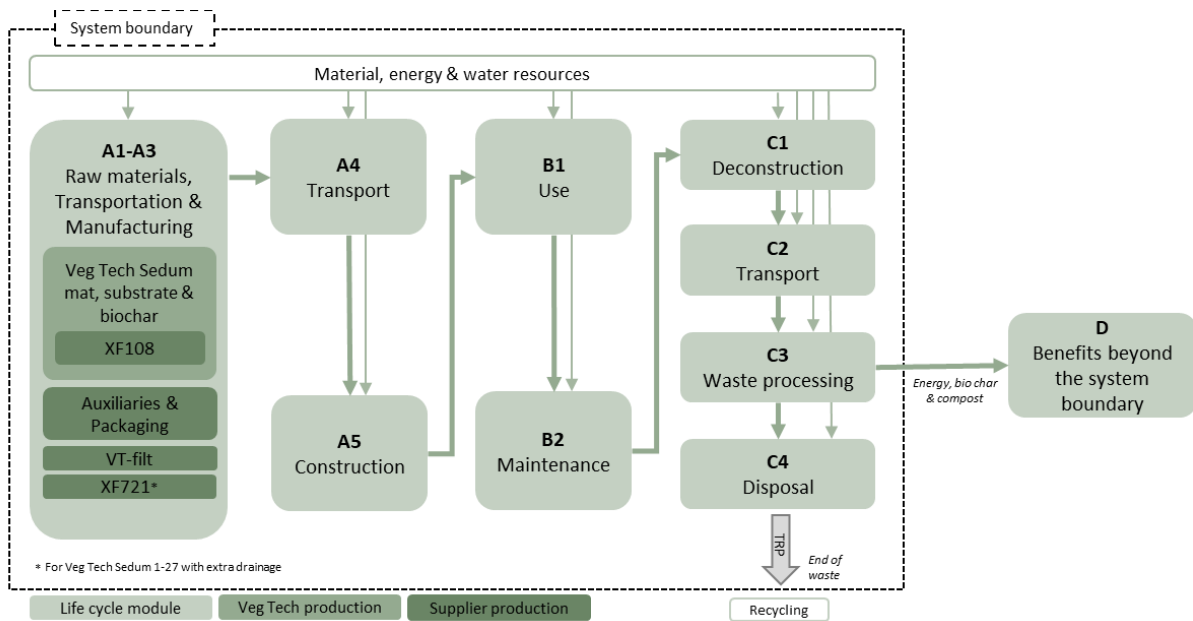 System boundary
Material, energy & water resources
A1-A3
Raw materials,
Transportation &
Manufacturing
Veg Tech Sedum
mat, substrate &
biochar
XF108
Auxiliaries &
Packaging
VT-filt
XF721*
A4
Transport
A5
Construction
B1
Use
B2
Maintenance
C1
Deconstruction
C2
Transport
C3
Waste processing
C4
Disposal
Energy, bio char
& compost
D
Benefits beyond
the system
boundary
TRP
End of
waste
* For Veg Tech Sedum 1-27 with extra drainage
Life cycle module
Veg Tech production
Supplier production
Recycling